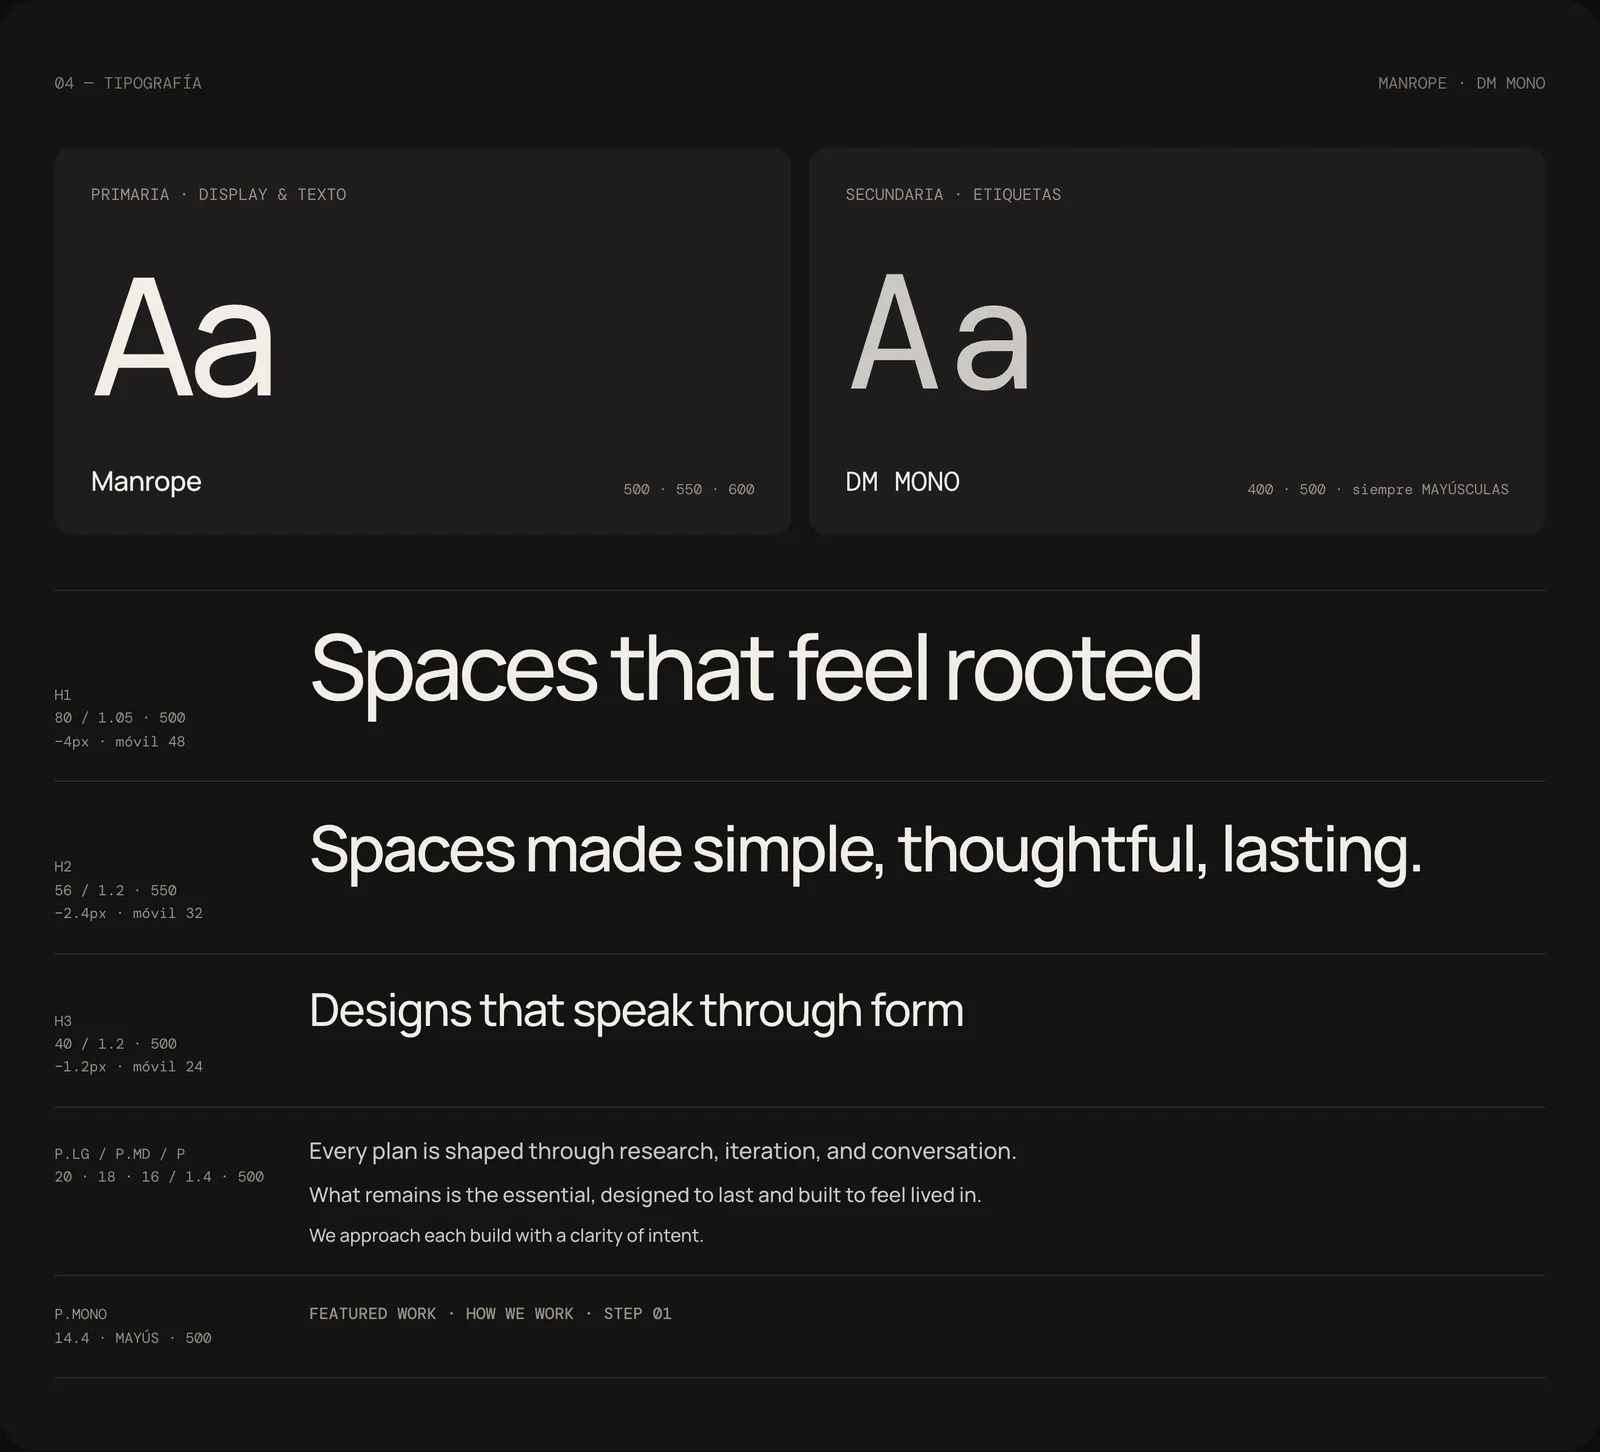 04 — TIPOGRAFÍA
MANROPE · DM MONO
PRIMARIA · DISPLAY & TEXTO
Aa
Manrope
500 · 550 · 600
SECUNDARIA · ETIQUETAS
Aa
DM MONO
400 · 500 · siempre MAYÚSCULAS
H1
80 / 1.05 · 500
−4px · móvil 48
Spaces that feel rooted
H2
56 / 1.2 · 550
−2.4px · móvil 32
Spaces made simple, thoughtful, lasting.
H3
40 / 1.2 · 500
−1.2px · móvil 24
Designs that speak through form
P.LG / P.MD / P
20 · 18 · 16 / 1.4 · 500
Every plan is shaped through research, iteration, and conversation.
What remains is the essential, designed to last and built to feel lived in.
We approach each build with a clarity of intent.
P.MONO
14.4 · MAYÚS · 500
FEATURED WORK · HOW WE WORK · STEP 01